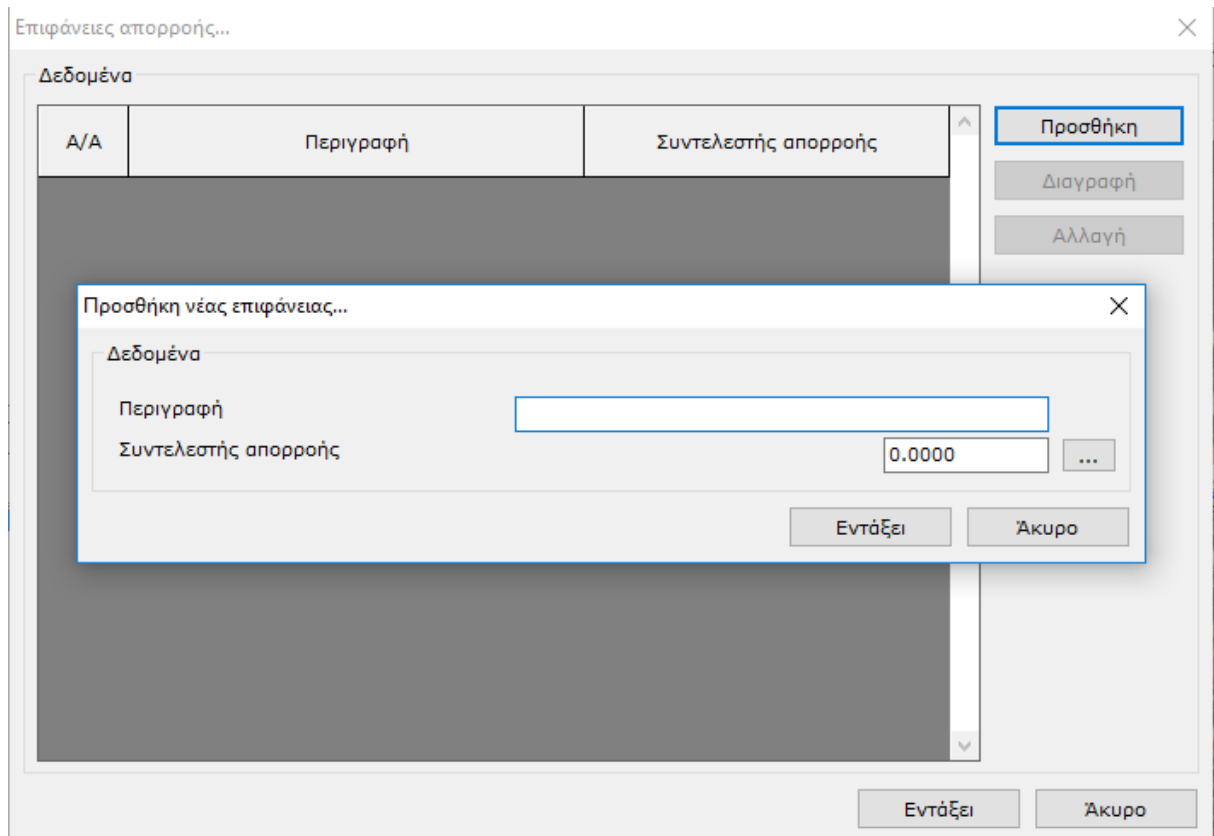 Επιφάνειες απορροής...
Δεδομένα
Α/Α Περιγραφή Συντελεστής απορροής
Προσθήκη
Διαγραφή
Αλλαγή
Προσθήκη νέας επιφάνειας...
Δεδομένα
Περιγραφή
Συντελεστής απορροής 0.0000 ...
Εντάξει Άκυρο
Εντάξει Άκυρο